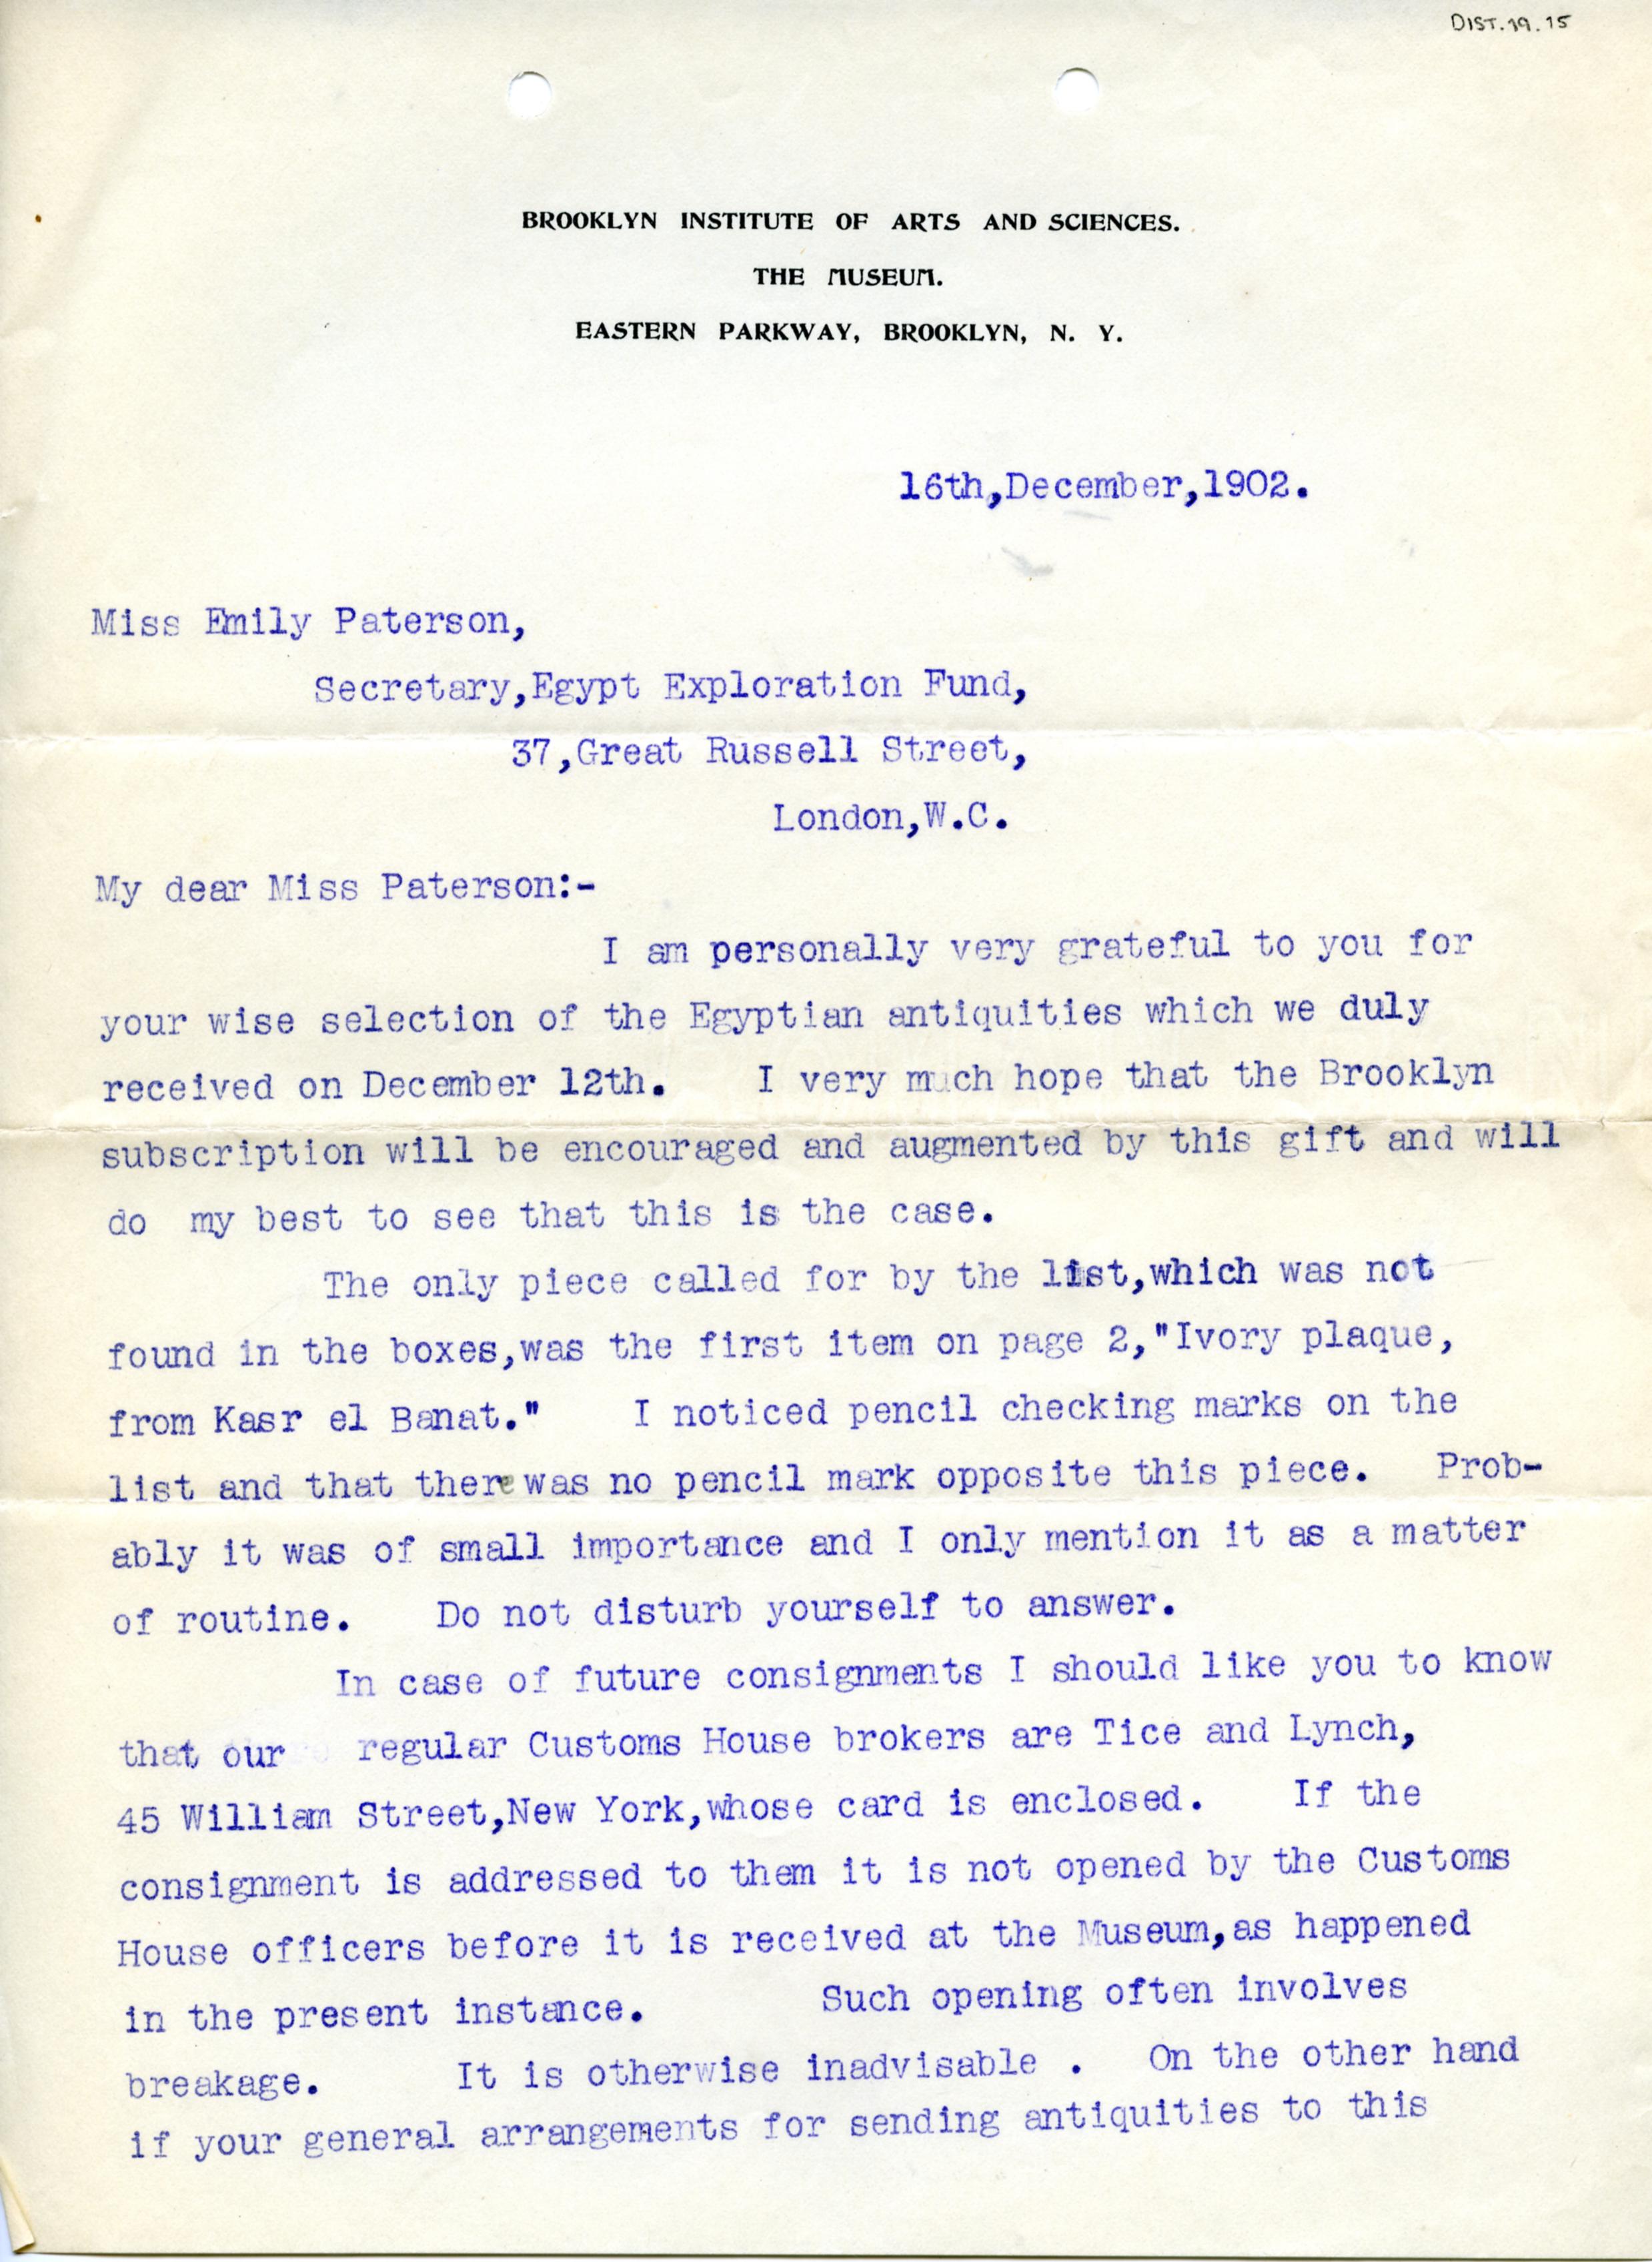 DIST.19.15
BROOKLYN INSTITUTE OF ARTS AND SCIENCES.
THE MUSEUM.
EASTERN PARKWAY, BROOKLYN, N. Y.
16th,December,1902.
Miss Emily Paterson,
Secretary,Egypt Exploration Fund,
37,Great Russell Street,
London,W.C.
My dear Miss Paterson:-
I am personally very grateful to you for
your wise selection of the Egyptian antiquities which we duly
received on December 12th. I very much hope that the Brooklyn
subscription will be encouraged and augmented by this gift and will
do my best to see that this is the case.
The only piece called for by the list,which was not
found in the boxes,was the first item on page 2,"Ivory plaque,
from Kasr el Banat." I noticed pencil checking marks on the
list and that there was no pencil mark opposite this piece. Prob-
ably it was of small importance and I only mention it as a matter
of routine. Do not disturb yourself to answer.
In case of future consignments I should like you to know
that our regular Customs House brokers are Tice and Lynch,
45 William Street,New York,whose card is enclosed. If the
consignment is addressed to them it is not opened by the Customs
House officers before it is received at the Museum,as happened
in the present instance. Such opening often involves
breakage. It is otherwise inadvisable . On the other hand
if your general arrangements for sending antiquities to this